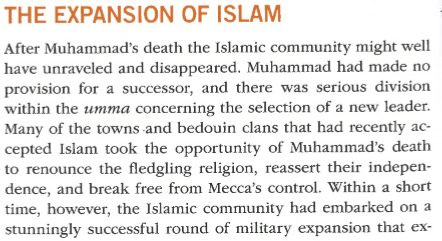 THE EXPANSION OF ISLAM
After Muhammad's death the Islamic community might well
have unraveled and disappeared. Muhammad had made no
provision for a successor, and there was serious division
within the umma concerning the selection of a new leader.
Many of the towns and bedouin clans that had recently ac-
cepted Islam took the opportunity of Muhammad's death
to renounce the fledgling religion, reassert their indepen-
dence, and break free from Mecca's control. Within a short
time, however, the Islamic community had embarked on a
stunningly successful round of military expansion that ex-